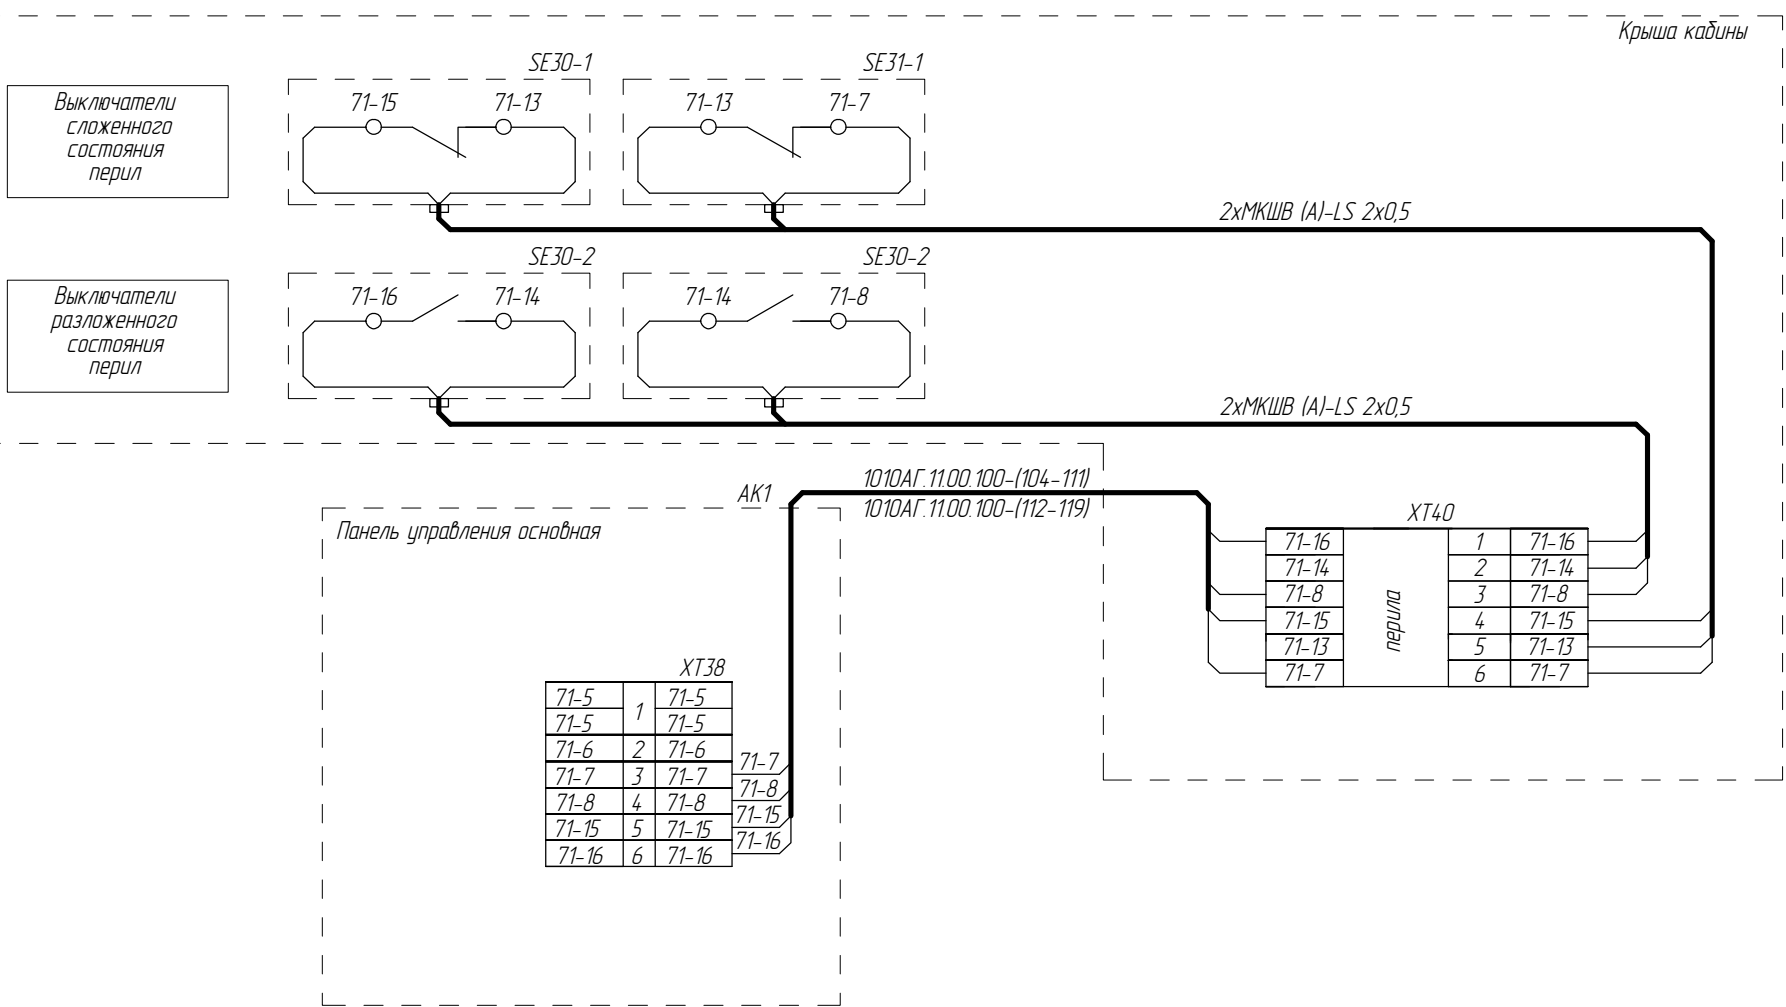 Крыша кабины
SE30-1
SE31-1
Выключатели
сложенного
состояния
перил
71-15
71-13
71-13
71-7
2хМКШВ (А)-LS 2х0,5
SE30-2
SE30-2
Выключатели
разложенного
состояния
перил
71-16
71-14
71-14
71-8
2хМКШВ (А)-LS 2х0,5
1010АГ.11.00.100-(104-111)
1010АГ.11.00.100-(112-119)
АК1
Панель управления основная
XT40
71-16 1 71-16
71-14 2 71-14
71-8 3 71-8
71-15 4 71-15
71-13 5 71-13
71-7 6 71-7
перила
XT38
71-5 1 71-5
71-5 71-5
71-6 2 71-6
71-7 3 71-7 71-7
71-8 4 71-8 71-8
71-15 5 71-15 71-15
71-16 6 71-16 71-16